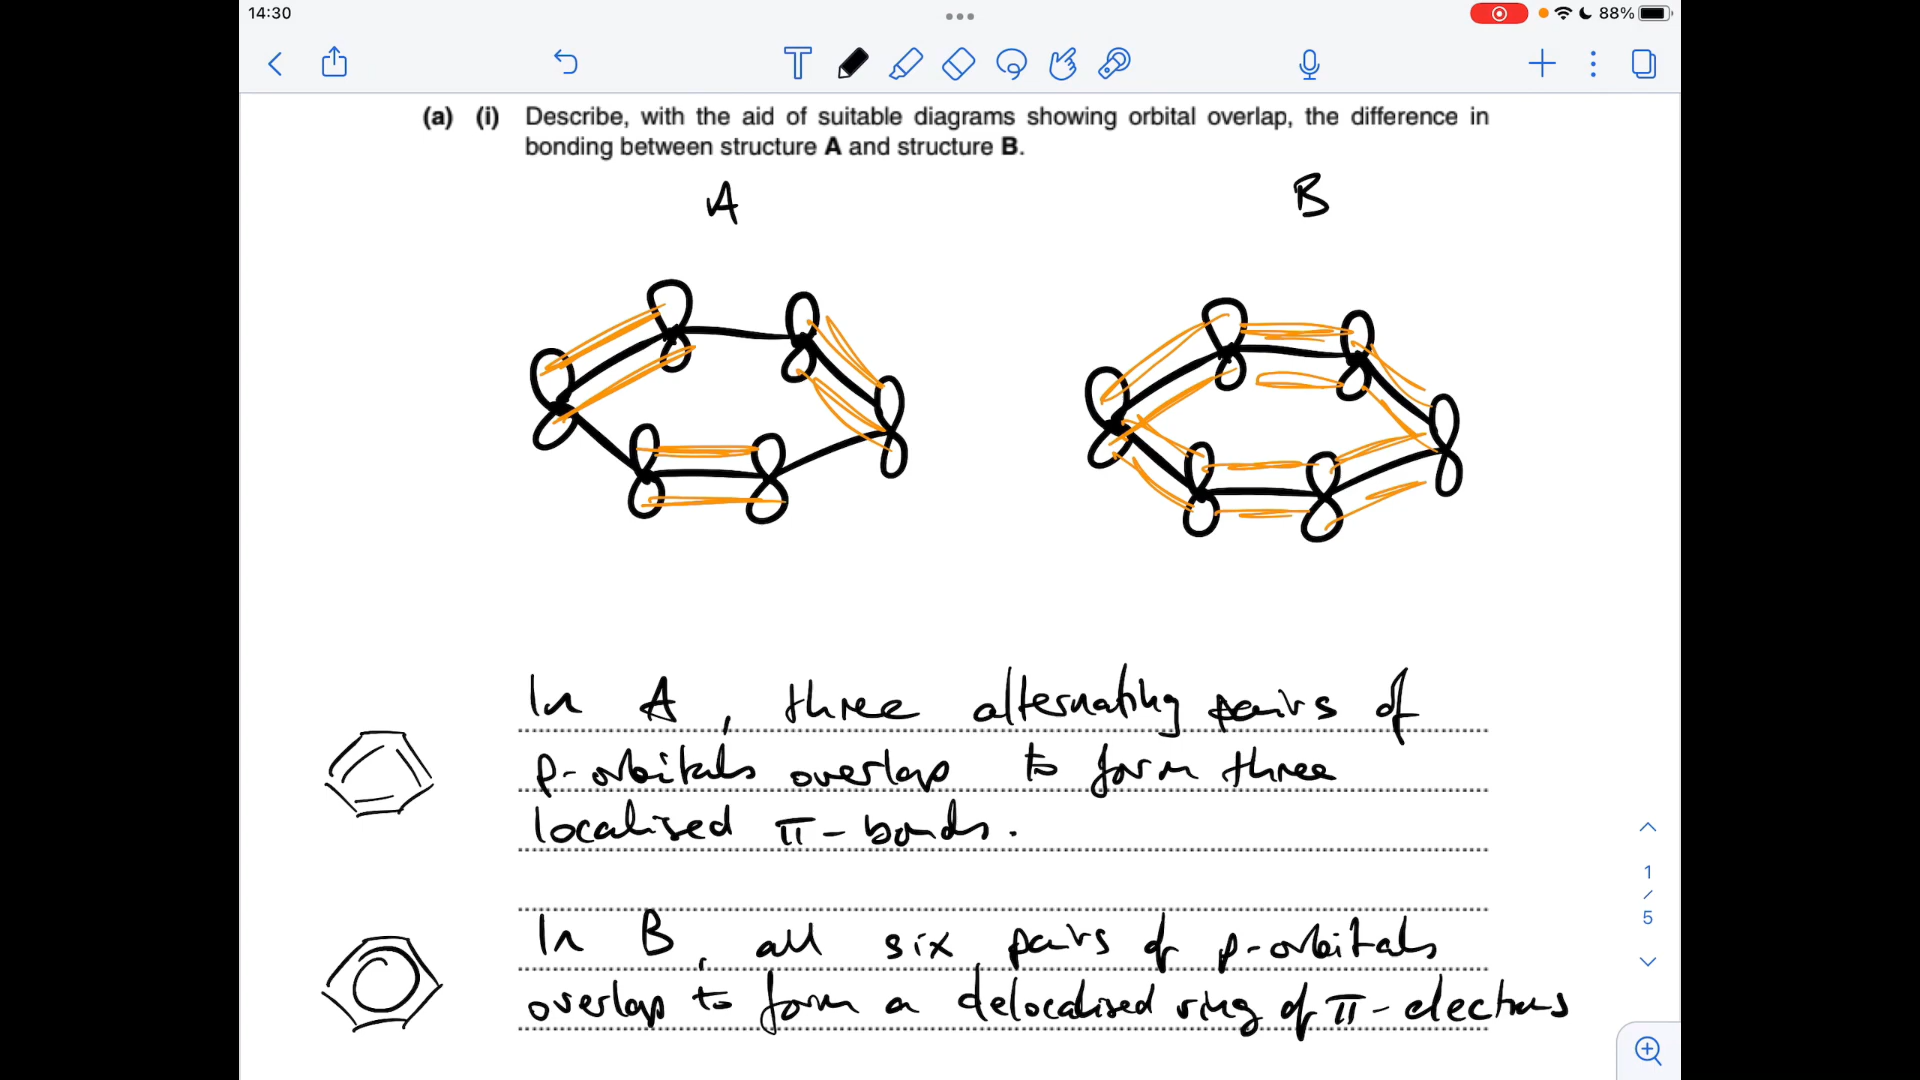 14:30
88%
(a) (i) Describe, with the aid of suitable diagrams showing orbital overlap, the difference in
bonding between structure A and structure B.
A
B
In A, three alternating pairs of
p-orbitals overlap to form three
localised π-bonds.
In B, all six pairs of p-orbitals
overlap to form a delocalised ring of π-electrons
1
/
5